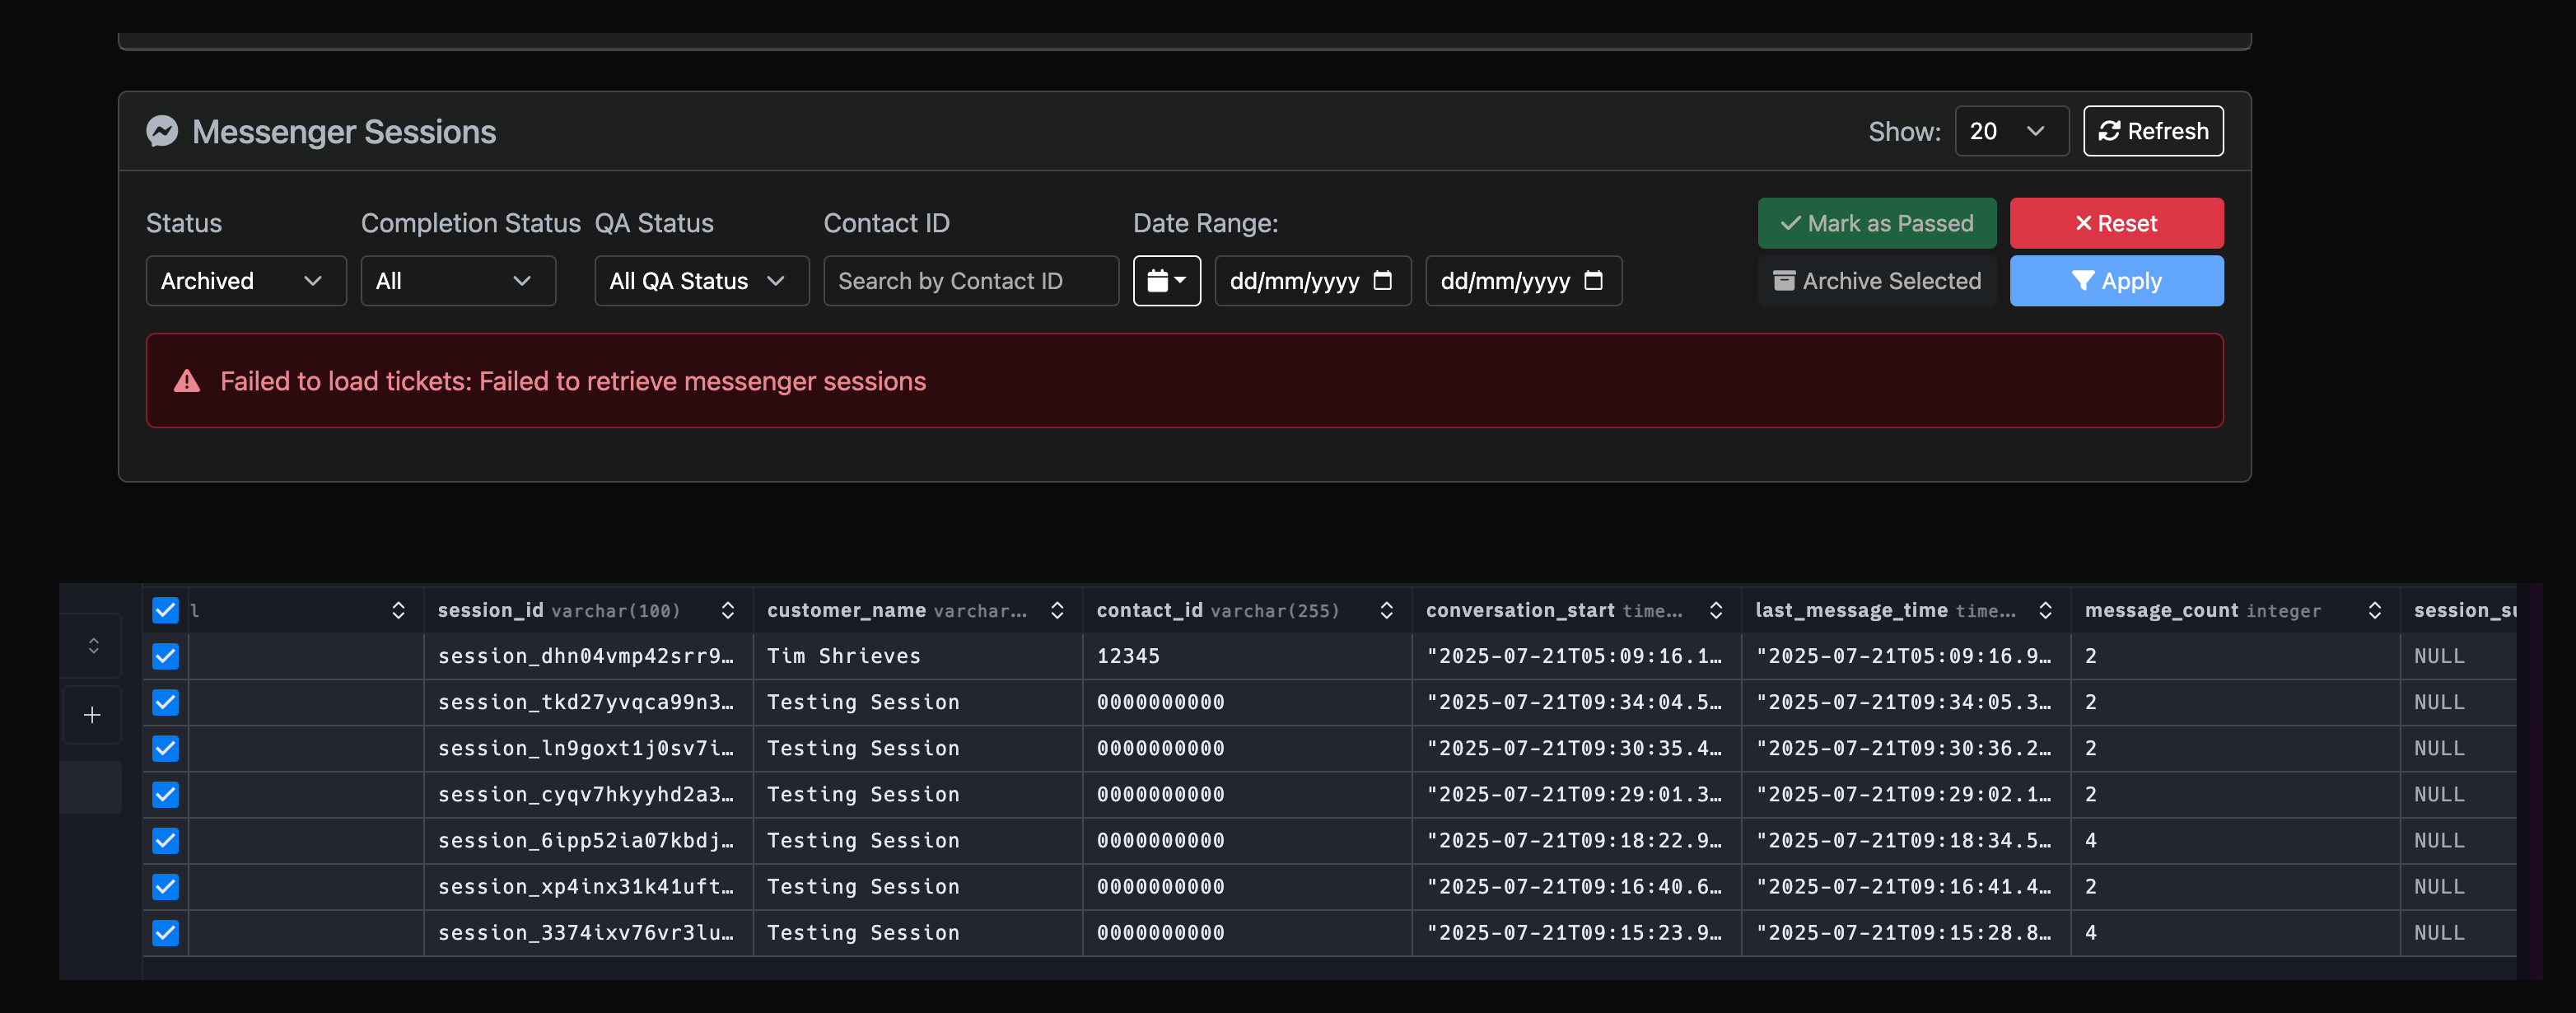 Messenger Sessions
Show: 20 Refresh
Status Completion Status QA Status Contact ID Date Range: Mark as Passed Reset
Archived All All QA Status Search by Contact ID dd/mm/yyyy dd/mm/yyyy Archive Selected Apply
Failed to load tickets: Failed to retrieve messenger sessions
l session_id varchar(100) customer_name varchar... contact_id varchar(255) conversation_start time... last_message_time time... message_count integer session_su
session_dhn04vmp42srr9… Tim Shrieves 12345 "2025-07-21T05:09:16.1… "2025-07-21T05:09:16.9… 2 NULL
session_tkd27yvqca99n3… Testing Session 0000000000 "2025-07-21T09:34:04.5… "2025-07-21T09:34:05.3… 2 NULL
session_ln9goxt1j0sv7i… Testing Session 0000000000 "2025-07-21T09:30:35.4… "2025-07-21T09:30:36.2… 2 NULL
session_cyqv7hkyyhd2a3… Testing Session 0000000000 "2025-07-21T09:29:01.3… "2025-07-21T09:29:02.1… 2 NULL
session_6ipp52ia07kbdj… Testing Session 0000000000 "2025-07-21T09:18:22.9… "2025-07-21T09:18:34.5… 4 NULL
session_xp4inx31k41uft… Testing Session 0000000000 "2025-07-21T09:16:40.6… "2025-07-21T09:16:41.4… 2 NULL
session_3374ixv76vr3lu… Testing Session 0000000000 "2025-07-21T09:15:23.9… "2025-07-21T09:15:28.8… 4 NULL